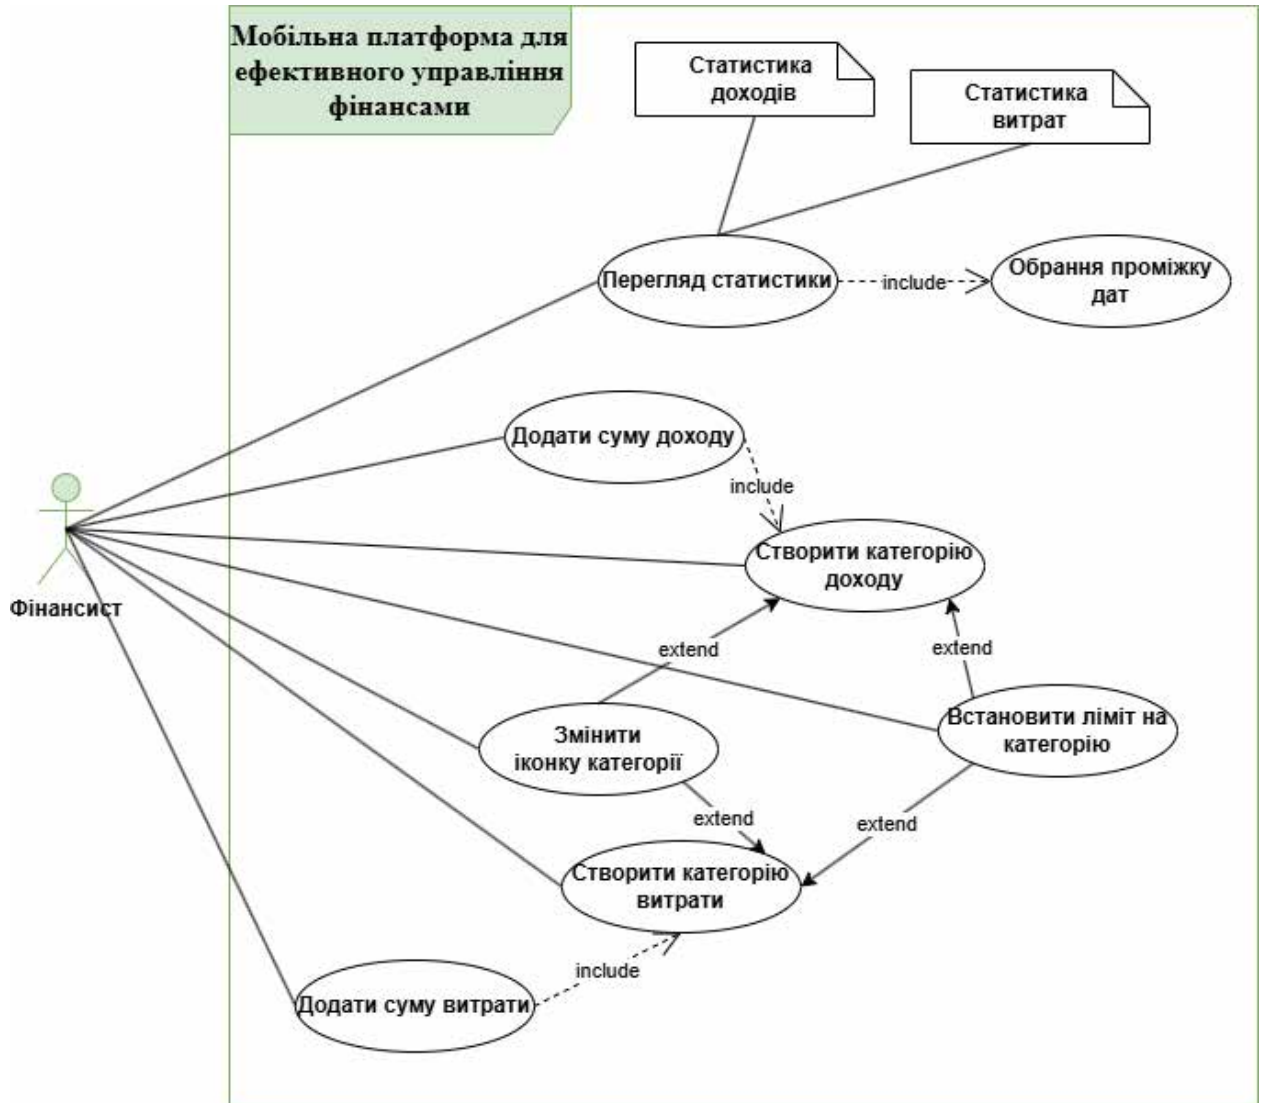 Мобільна платформа для
ефективного управління
фінансами
Статистика
доходів
Статистика
витрат
Перегляд статистики
include
Обрання проміжку
дат
Додати суму доходу
include
Створити категорію
доходу
Фінансист
extend
extend
Змінити
іконку категорії
Встановити ліміт на
категорію
extend
extend
Створити категорію
витрати
include
Додати суму витрати